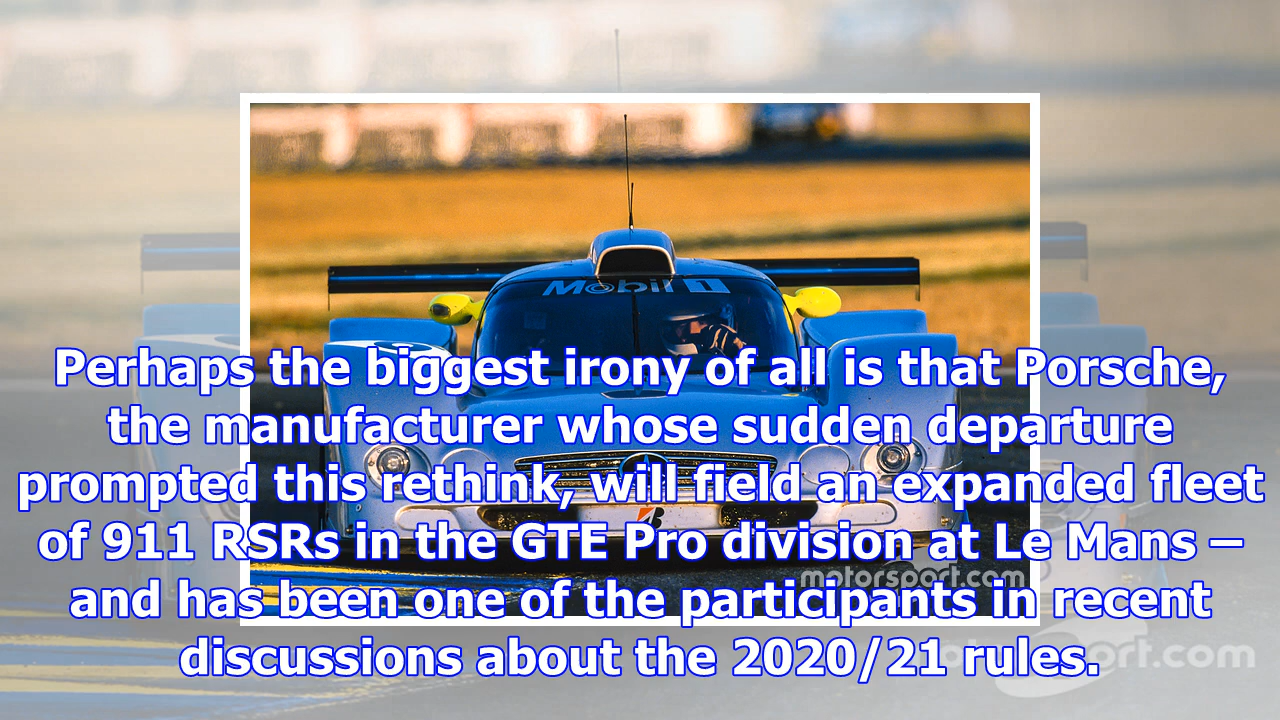 Mobil 1
Perhaps the biggest irony of all is that Porsche,
the manufacturer whose sudden departure
prompted this rethink, will field an expanded fleet
of 911 RSRs in the GTE Pro division at Le Mans –
motorsport.com
and has been one of the participants in recent
discussions about the 2020/21 rules.